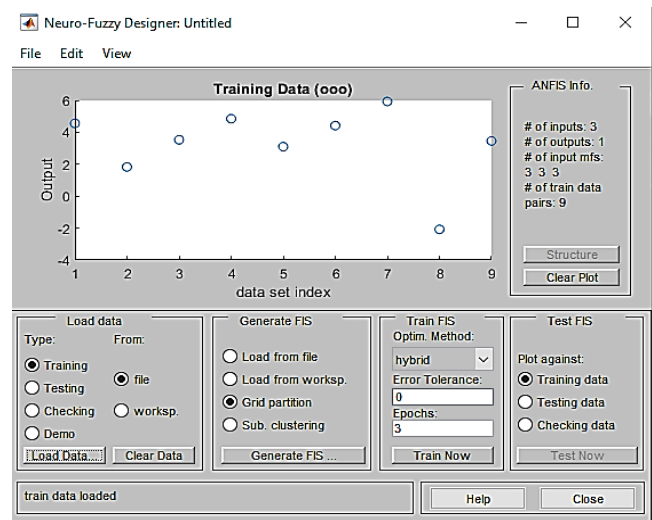 Neuro-Fuzzy Designer: Untitled
File Edit View
Training Data (ooo)
6
4
2
0
-2
-4
Output
1 2 3 4 5 6 7 8 9
data set index
ANFIS Info.
# of inputs: 3
# of outputs: 1
# of input mfs:
3 3 3
# of train data
pairs: 9
Structure
Clear Plot
Load data
Type: From:
Training
Testing
Checking
Demo
file
worksp.
Load Data...
Clear Data
Generate FIS
Load from file
Load from worksp.
Grid partition
Sub. clustering
Generate FIS ...
Train FIS
Optim. Method:
hybrid
Error Tolerance:
0
Epochs:
3
Train Now
Test FIS
Plot against:
Training data
Testing data
Checking data
Test Now
train data loaded
Help
Close